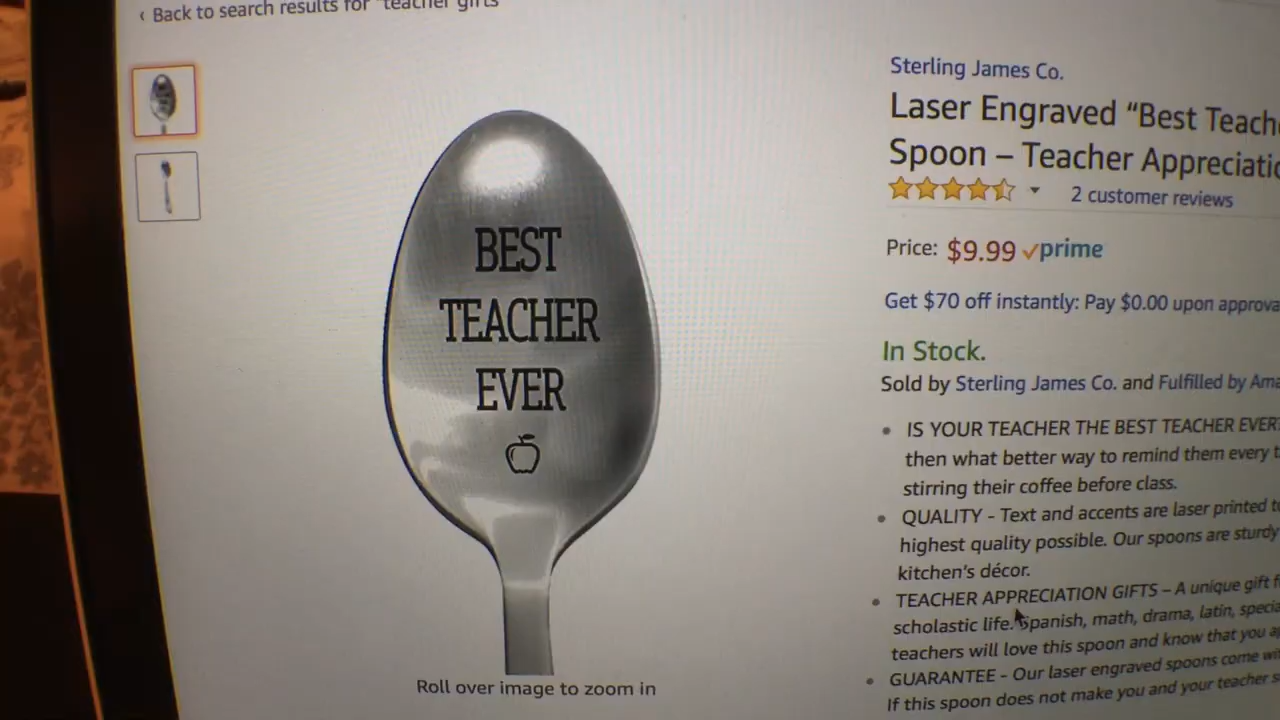 ‹ Back to search results for "teacher gifts"
BEST
TEACHER
EVER
Roll over image to zoom in
Sterling James Co.
Laser Engraved “Best
Spoon – Teacher
2 customer reviews
Price: $9.99 prime
Get $70 off instantly: Pay $0.00 upon
In Stock.
Sold by Sterling James Co. and Fulfilled by
IS YOUR TEACHER THE BEST TEACHER EVER
then what better way to remind them every
stirring their coffee before class.
QUALITY - Text and accents are laser printed
highest quality possible. Our spoons are sturdy
kitchen's décor.
TEACHER APPRECIATION GIFTS – A unique gift
scholastic life. Spanish, math, drama, latin,
teachers will love this spoon and know that you
GUARANTEE - Our laser engraved spoons come
If this spoon does not make you and your teacher